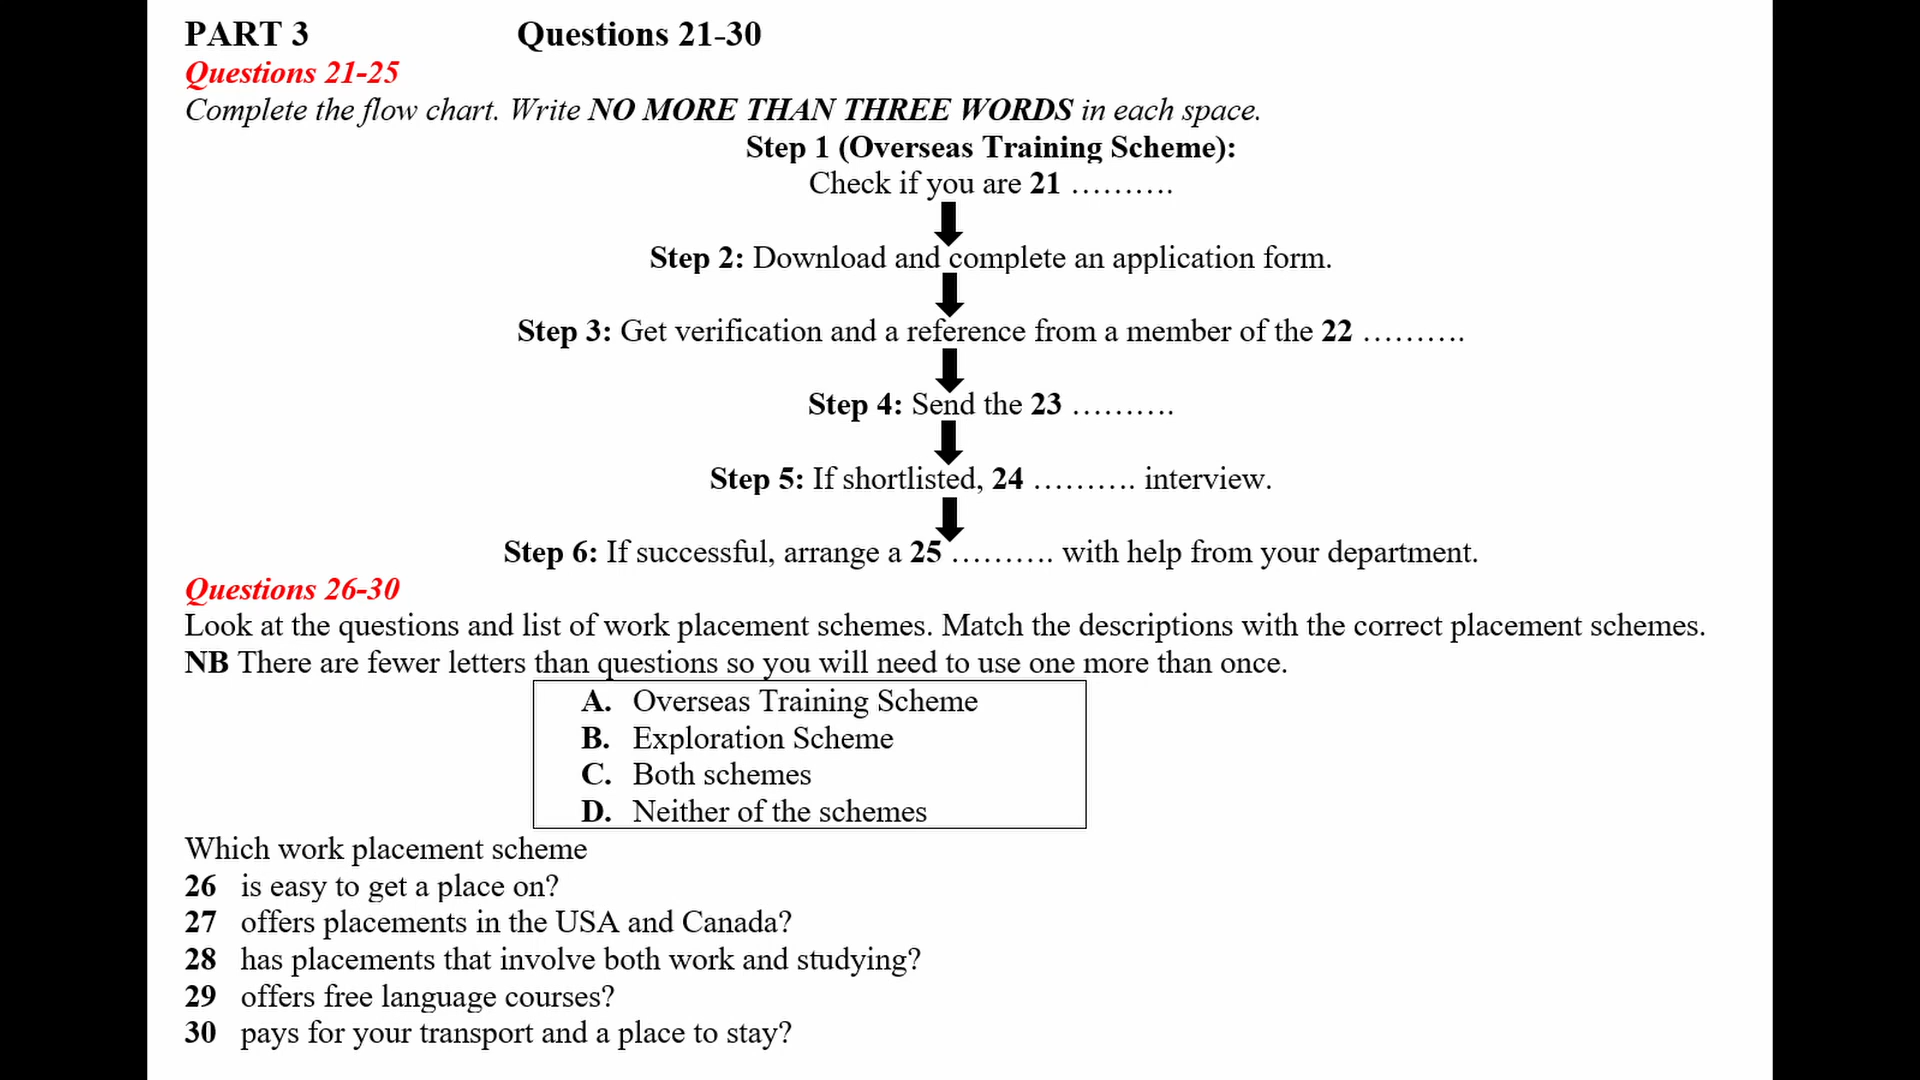 PART 3 Questions 21-30
Questions 21-25
Complete the flow chart. Write NO MORE THAN THREE WORDS in each space.
Step 1 (Overseas Training Scheme):
Check if you are 21 ……….
Step 2: Download and complete an application form.
Step 3: Get verification and a reference from a member of the 22 ……….
Step 4: Send the 23 ……….
Step 5: If shortlisted, 24 ………. interview.
Step 6: If successful, arrange a 25 ………. with help from your department.
Questions 26-30
Look at the questions and list of work placement schemes. Match the descriptions with the correct placement schemes.
NB There are fewer letters than questions so you will need to use one more than once.
A. Overseas Training Scheme
B. Exploration Scheme
C. Both schemes
D. Neither of the schemes
Which work placement scheme
26 is easy to get a place on?
27 offers placements in the USA and Canada?
28 has placements that involve both work and studying?
29 offers free language courses?
30 pays for your transport and a place to stay?